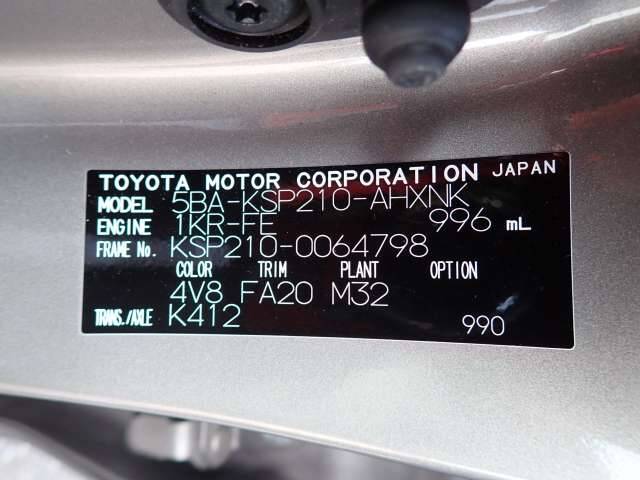 TOYOTA MOTOR CORPORATION JAPAN
MODEL 5BA-KSP210-AHXNK
ENGINE 1KR-FE 996 mL
FRAME No. KSP210-0064798
COLOR TRIM PLANT OPTION
4V8 FA20 M32
TRANS./AXLE K412 990